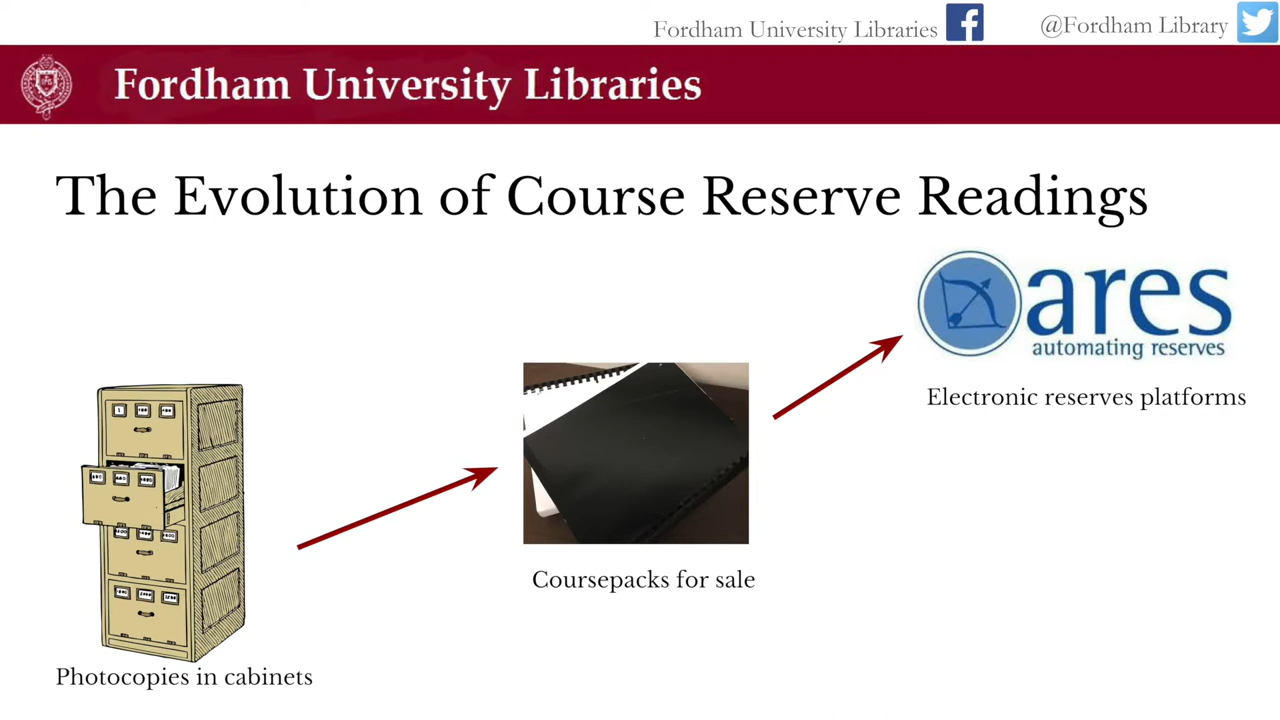 Fordham University Libraries
@Fordham Library
Fordham University Libraries
The Evolution of Course Reserve Readings
ares
automating reserves
Electronic reserves platforms
Coursepacks for sale
Photocopies in cabinets